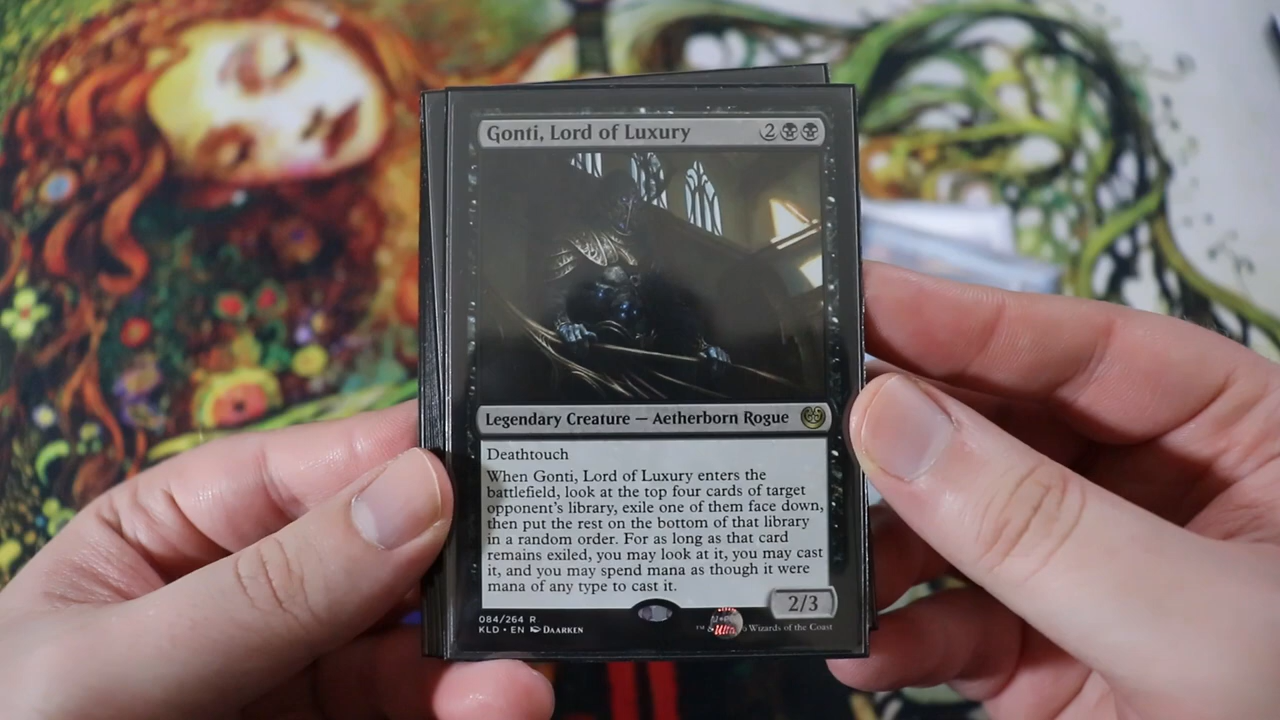 Gonti, Lord of Luxury 2
Legendary Creature — Aetherborn Rogue
Deathtouch
When Gonti, Lord of Luxury enters the
battlefield, look at the top four cards of target
opponent's library, exile one of them face down,
then put the rest on the bottom of that library
in a random order. For as long as that card
remains exiled, you may look at it, you may cast
it, and you may spend mana as though it were
mana of any type to cast it.
2/3
084/264 R
KLD • EN DAARKEN
™ & Wizards of the Coast